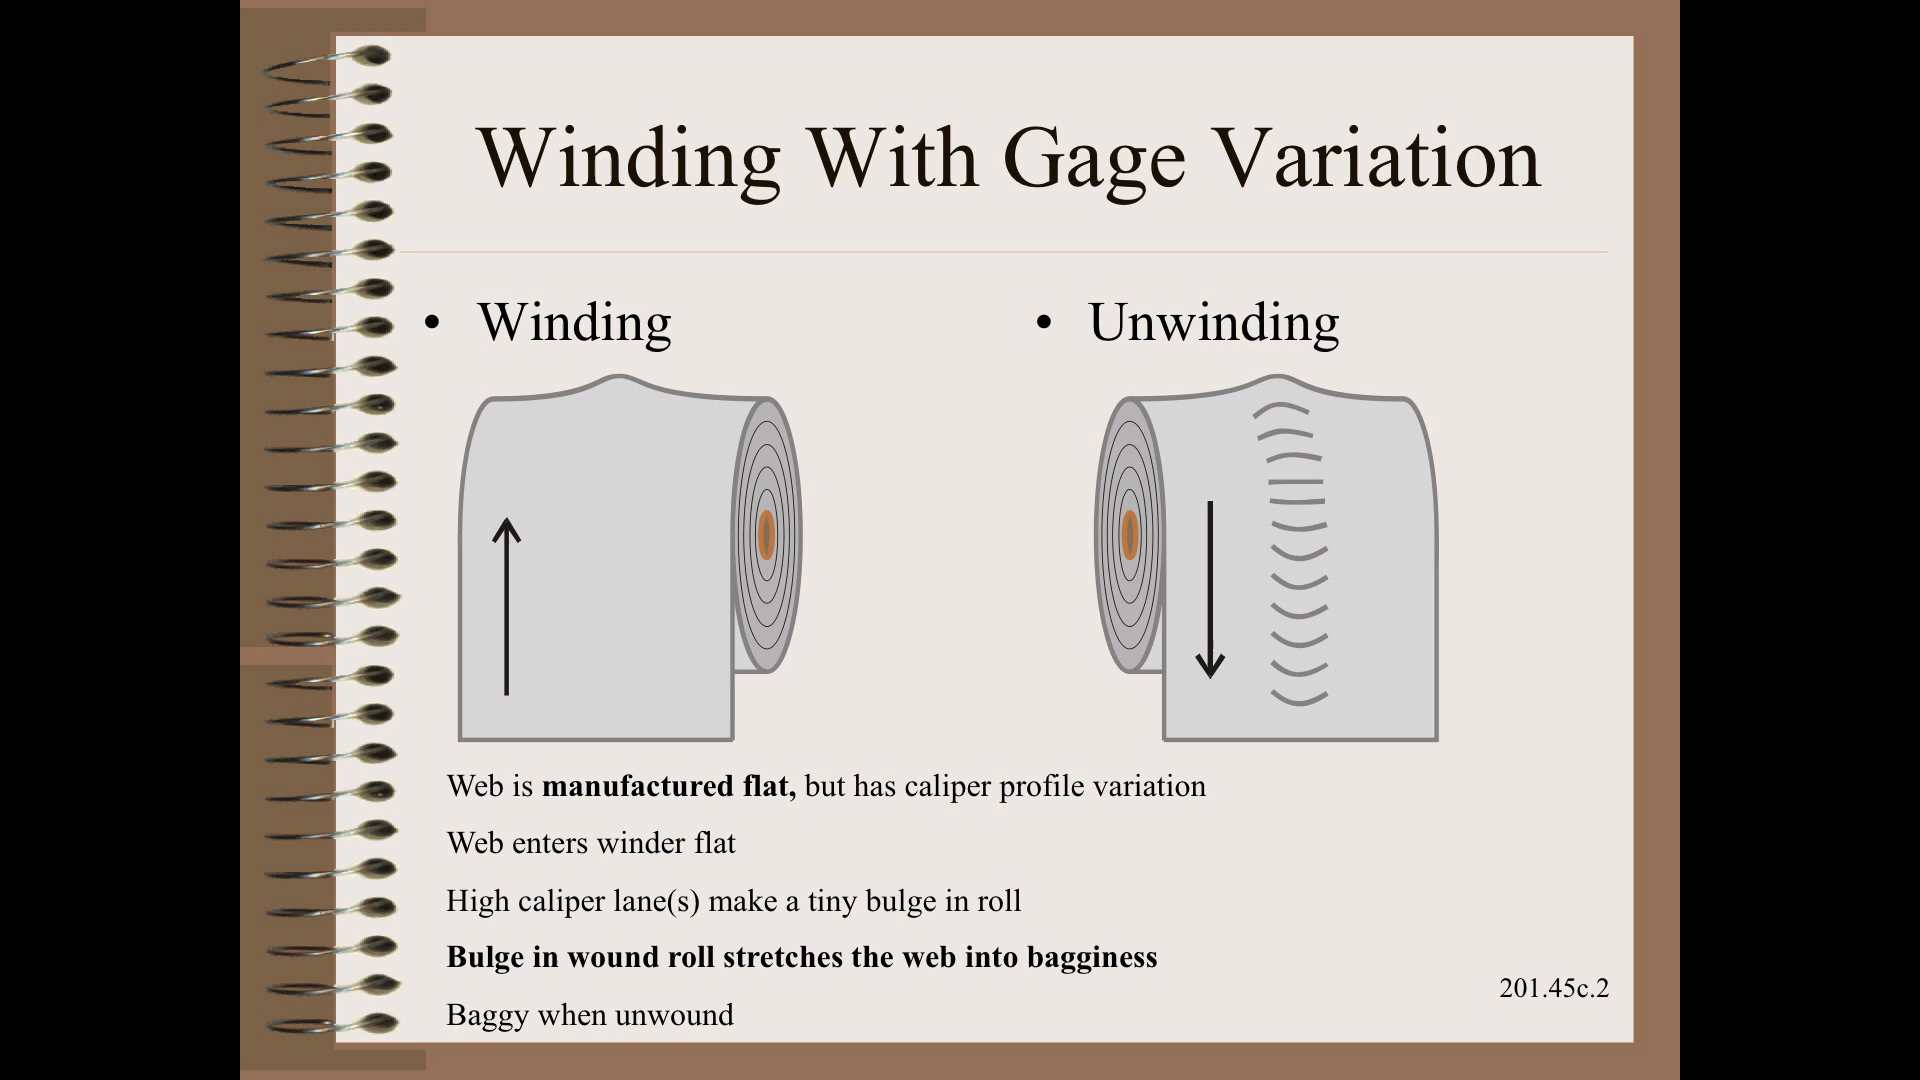 Winding With Gage Variation
• Winding
• Unwinding
Web is manufactured flat, but has caliper profile variation
Web enters winder flat
High caliper lane(s) make a tiny bulge in roll
Bulge in wound roll stretches the web into bagginess
Baggy when unwound
201.45c.2